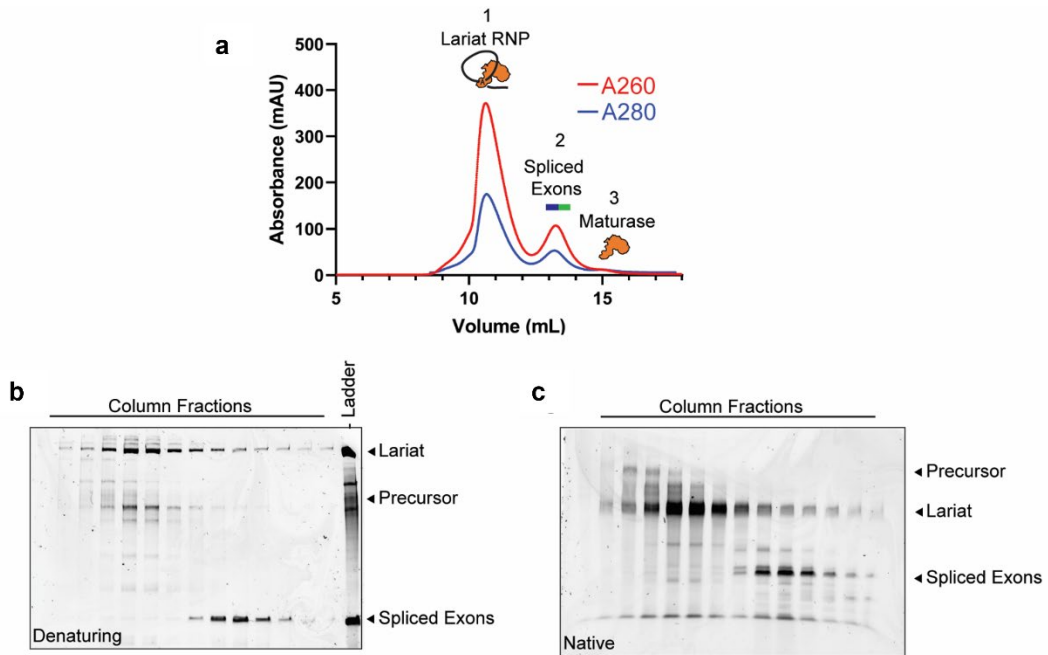 a
1
Lariat RNP
500
400
300
200
100
0
Absorbance (mAU)
A260
A280
2
Spliced
Exons
3
Maturase
5
10
15
Volume (mL)
b
Column Fractions
Ladder
Lariat
Precursor
Spliced Exons
Denaturing
c
Column Fractions
Precursor
Lariat
Spliced Exons
Native